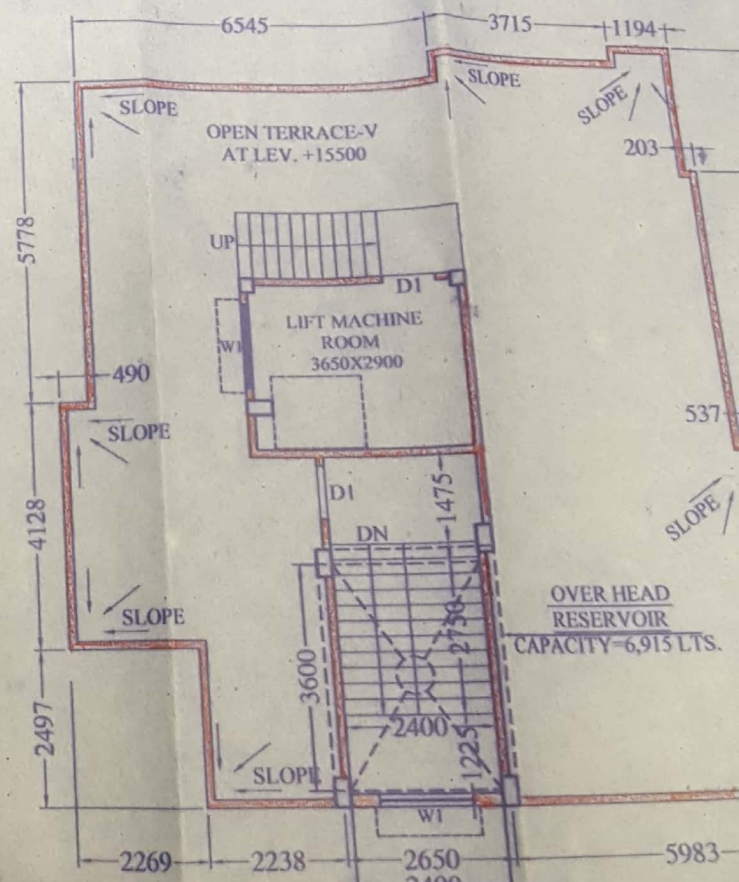 6545
3715
1194
SLOPE
SLOPE
SLOPE
OPEN TERRACE-V
AT LEV. +15500
203
5778
UP
D1
LIFT MACHINE
ROOM
3650X2900
W1
490
SLOPE
537
D1
1475
DN
SLOPE
4128
OVER HEAD
RESERVOIR
CAPACITY=6,915 LTS.
SLOPE
2750
3600
2497
2400
1225
SLOPE
W1
2269
2238
2650
5983
2400